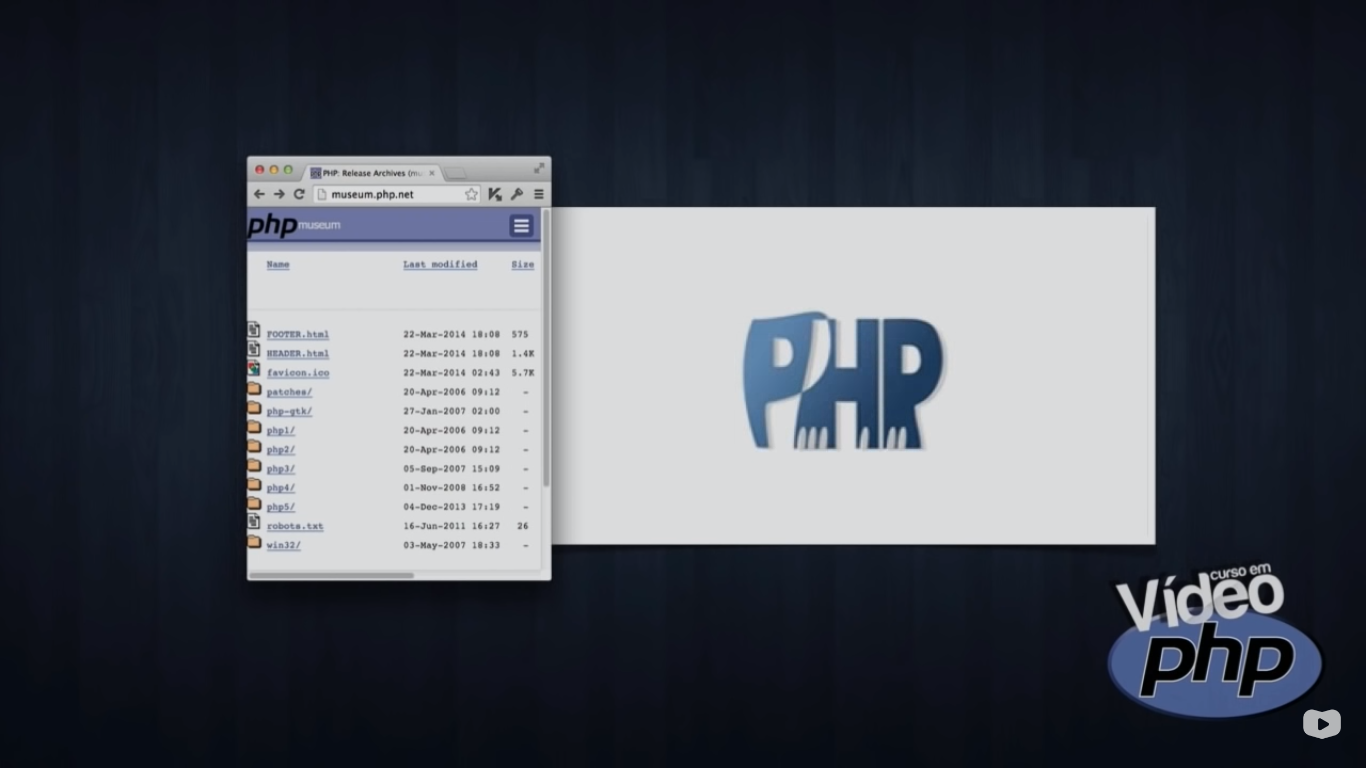 PHP: Release Archives (mu
museum.php.net
php museum
Name Last modified Size
FOOTER.html 22-Mar-2014 18:08 575
HEADER.html 22-Mar-2014 18:08 1.4K
favicon.ico 22-Mar-2014 02:43 5.7K
patches/ 20-Apr-2006 09:12 -
php-gtk/ 27-Jan-2007 02:00 -
php1/ 20-Apr-2006 09:12 -
php2/ 20-Apr-2006 09:12 -
php3/ 05-Sep-2007 15:09 -
php4/ 01-Nov-2008 16:52 -
php5/ 04-Dec-2013 17:19 -
robots.txt 16-Jun-2011 16:27 26
win32/ 03-May-2007 18:33 -
PHP
curso em
Vídeo
php